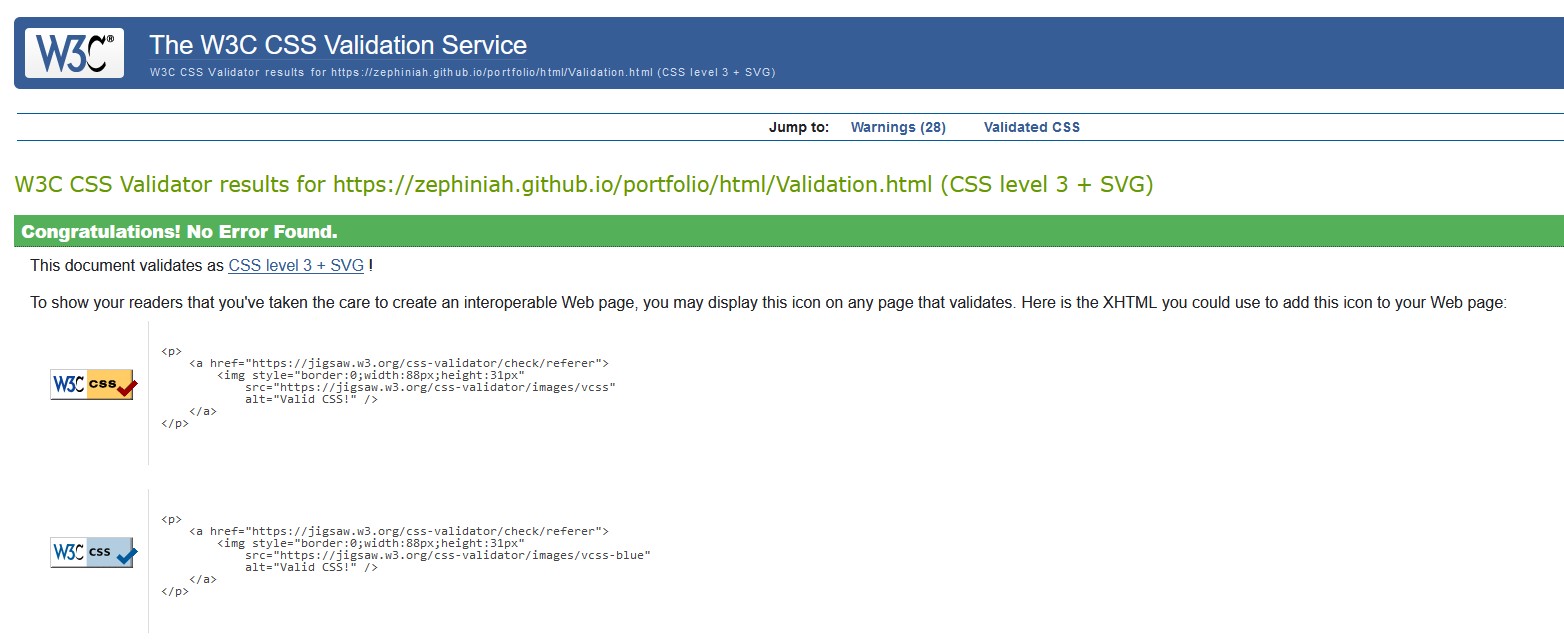 W3C® The W3C CSS Validation Service
W3C CSS Validator results for https://zephiniah.github.io/portfolio/html/Validation.html (CSS level 3 + SVG)
Jump to: Warnings (28) Validated CSS
W3C CSS Validator results for https://zephiniah.github.io/portfolio/html/Validation.html (CSS level 3 + SVG)
Congratulations! No Error Found.
This document validates as CSS level 3 + SVG !
To show your readers that you've taken the care to create an interoperable Web page, you may display this icon on any page that validates. Here is the XHTML you could use to add this icon to your Web page:
W3C css
<p>
<a href="https://jigsaw.w3.org/css-validator/check/referer">
<img style="border:0;width:88px;height:31px"
src="https://jigsaw.w3.org/css-validator/images/vcss"
alt="Valid CSS!" />
</a>
</p>
W3C css
<p>
<a href="https://jigsaw.w3.org/css-validator/check/referer">
<img style="border:0;width:88px;height:31px"
src="https://jigsaw.w3.org/css-validator/images/vcss-blue"
alt="Valid CSS!" />
</a>
</p>